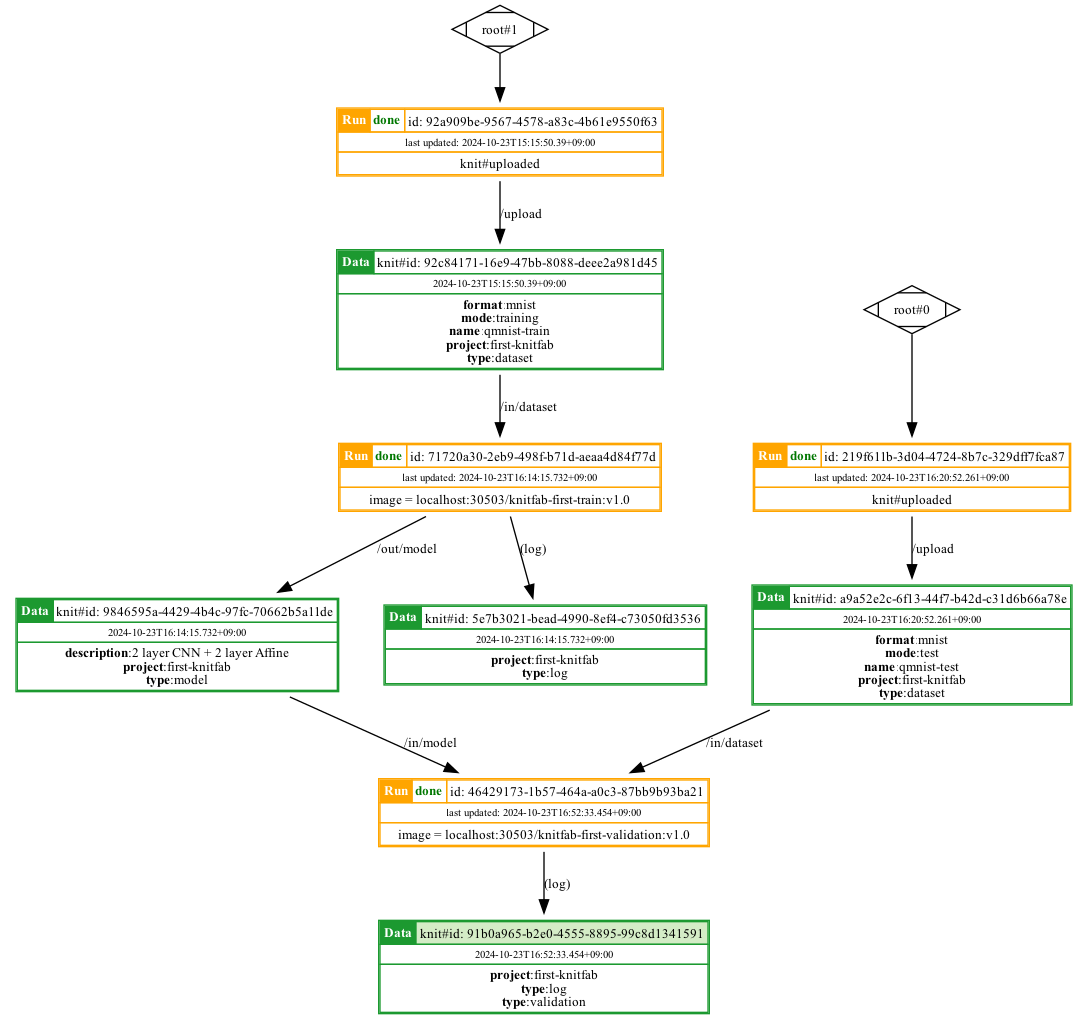 root#1
Run done id: 92a909be-9567-4578-a83c-4b61e9550f63
last updated: 2024-10-23T15:15:50.39+09:00
knit#uploaded
/upload
Data knit#id: 92c84171-16e9-47bb-8088-deee2a981d45
2024-10-23T15:15:50.39+09:00
format:mnist
mode:training
name:qmnist-train
project:first-knitfab
type:dataset
root#0
/in/dataset
Run done id: 71720a30-2eb9-498f-b71d-aeaa4d84f77d
last updated: 2024-10-23T16:14:15.732+09:00
image = localhost:30503/knitfab-first-train:v1.0
Run done id: 219f611b-3d04-4724-8b7c-329dff7fca87
last updated: 2024-10-23T16:20:52.261+09:00
knit#uploaded
/out/model
(log)
/upload
Data knit#id: 9846595a-4429-4b4c-97fc-70662b5a11de
2024-10-23T16:14:15.732+09:00
description:2 layer CNN + 2 layer Affine
project:first-knitfab
type:model
Data knit#id: 5e7b3021-bead-4990-8ef4-c73050fd3536
2024-10-23T16:14:15.732+09:00
project:first-knitfab
type:log
Data knit#id: a9a52e2c-6f13-44f7-b42d-c31d6b66a78e
2024-10-23T16:20:52.261+09:00
format:mnist
mode:test
name:qmnist-test
project:first-knitfab
type:dataset
/in/model
/in/dataset
Run done id: 46429173-1b57-464a-a0c3-87bb9b93ba21
last updated: 2024-10-23T16:52:33.454+09:00
image = localhost:30503/knitfab-first-validation:v1.0
(log)
Data knit#id: 91b0a965-b2e0-4555-8895-99c8d1341591
2024-10-23T16:52:33.454+09:00
project:first-knitfab
type:log
type:validation